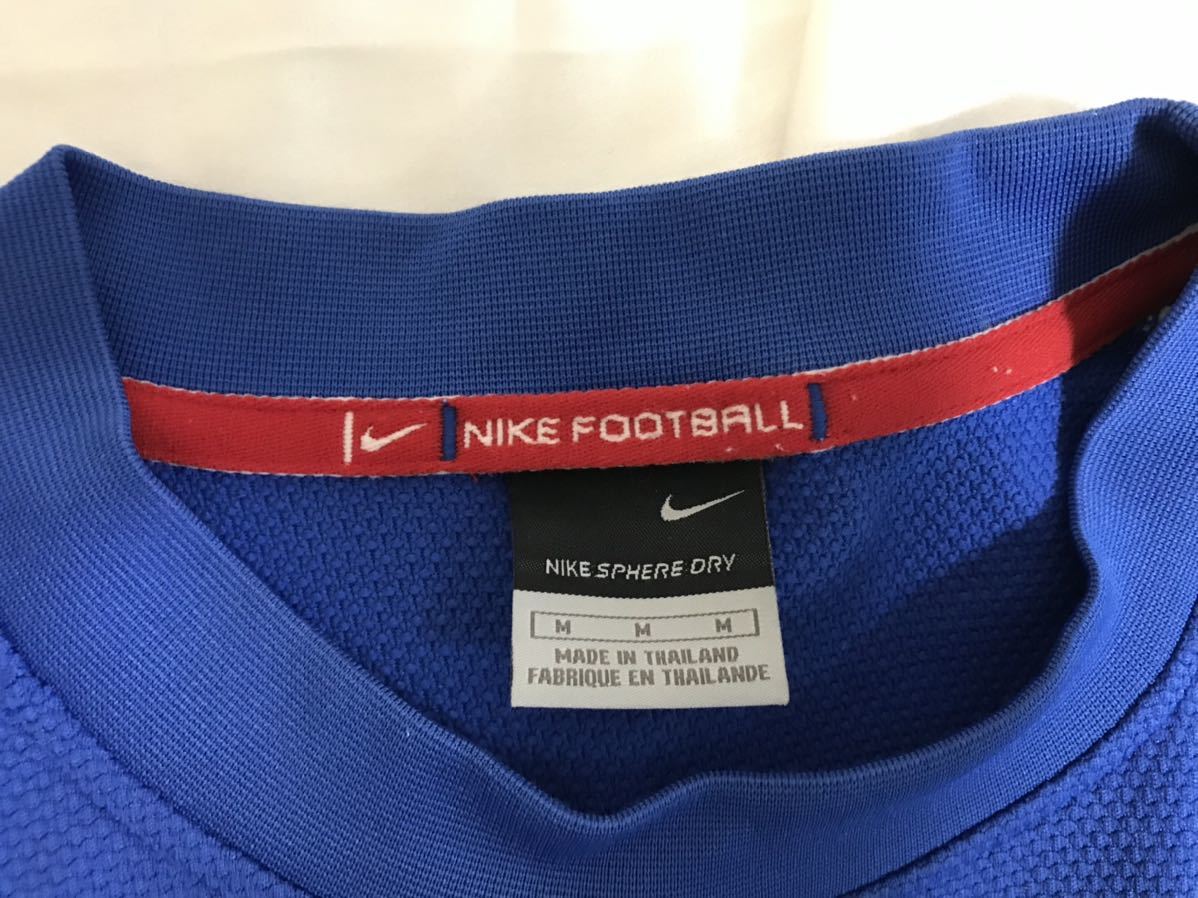 NIKE FOOTBALL
NIKE SPHERE DRY
M M M
MADE IN THAILAND
FABRIQUE EN THAILANDE